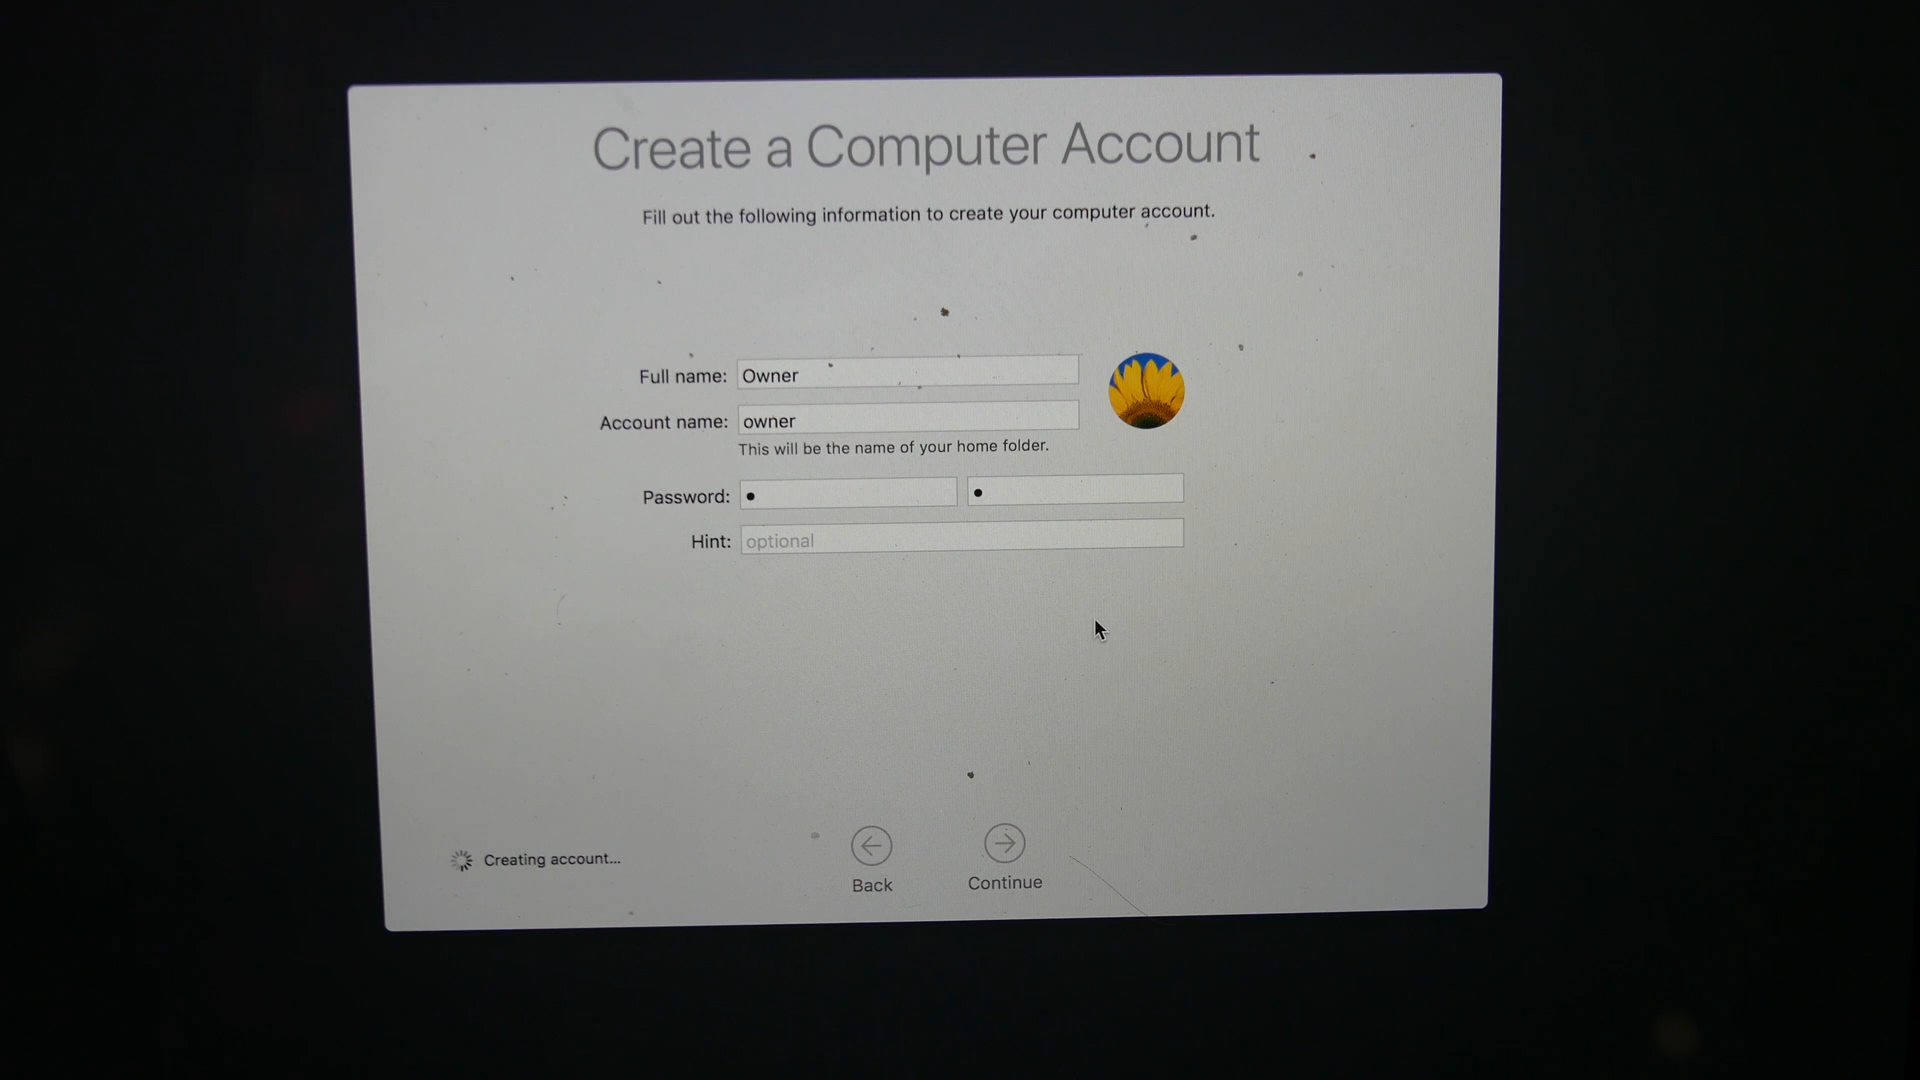 Create a Computer Account
Fill out the following information to create your computer account.
Full name: Owner
Account name: owner
This will be the name of your home folder.
Password: • •
Hint: optional
Creating account...
Back Continue